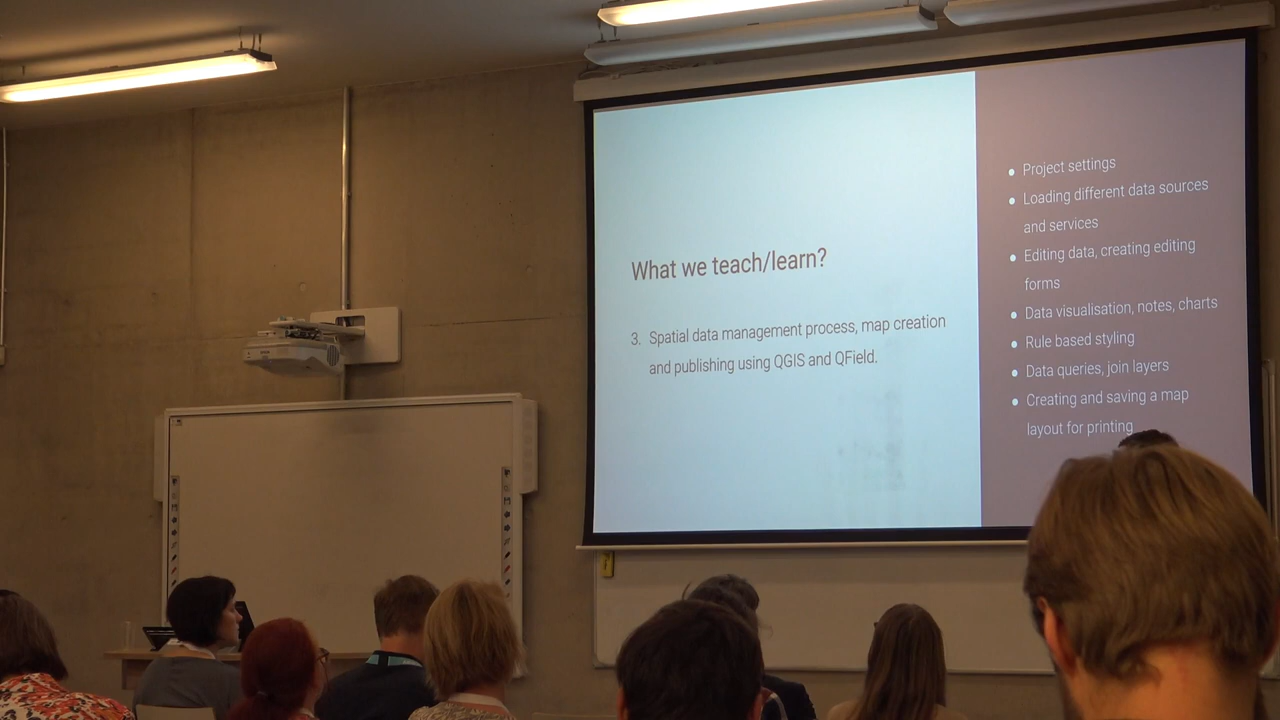 What we teach/learn?
3. Spatial data management process, map creation
and publishing using QGIS and QField.
• Project settings
• Loading different data sources
and services
• Editing data, creating editing
forms
• Data visualisation, notes, charts
• Rule based styling
• Data queries, join layers
• Creating and saving a map
layout for printing